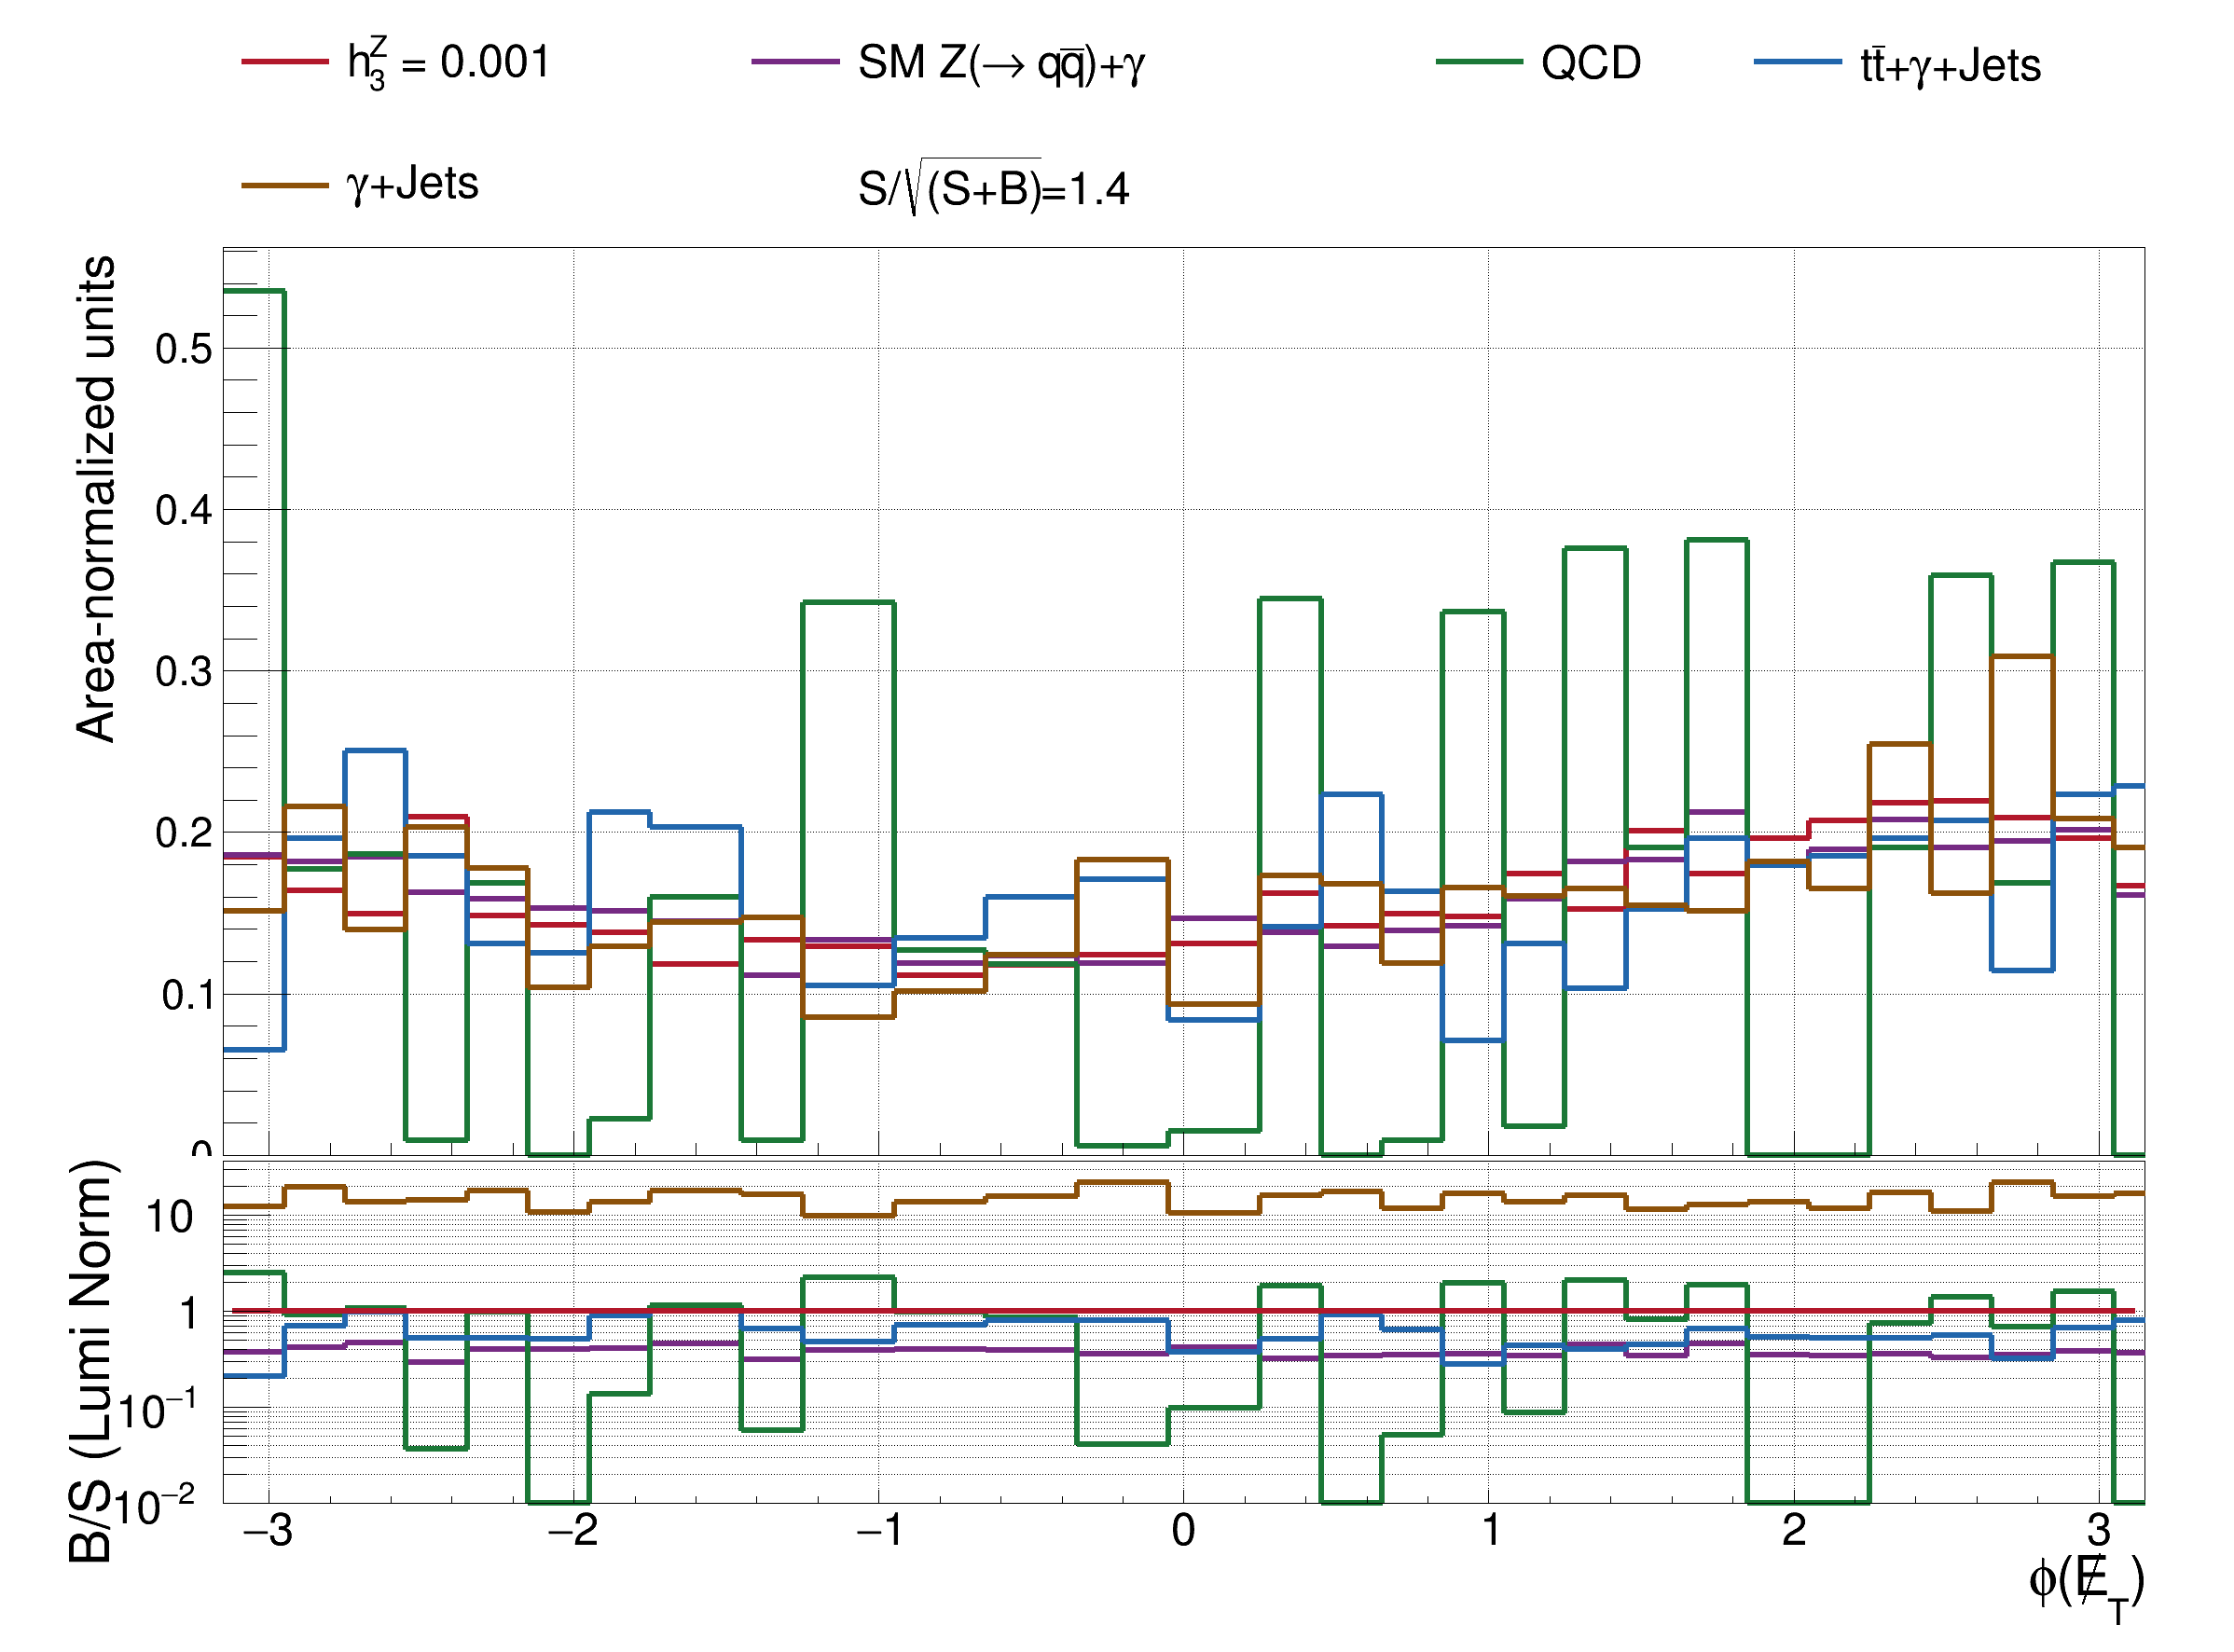 h₃ᶻ = 0.001
SM Z(→ qq̄)+γ
QCD
tt̄+γ+Jets
γ+Jets
S/√(S+B)=1.4
Area-normalized units
0.5
0.4
0.3
0.2
0.1
0
B/S (Lumi Norm)
10
1
10⁻¹
10⁻²
−3
−2
−1
0
1
2
3
ϕ(E̸_T)